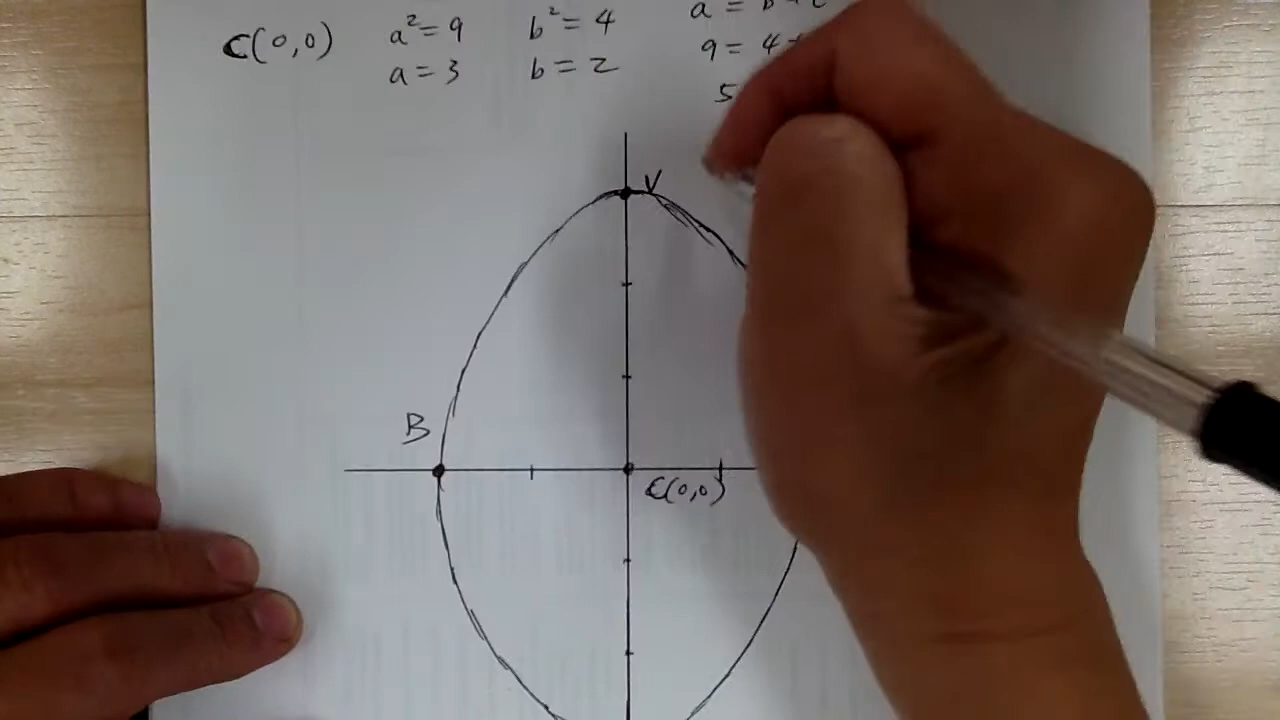 C(0,0) a²=9 b²=4
a=3 b=2 9=4+
5
V
B
C(0,0)